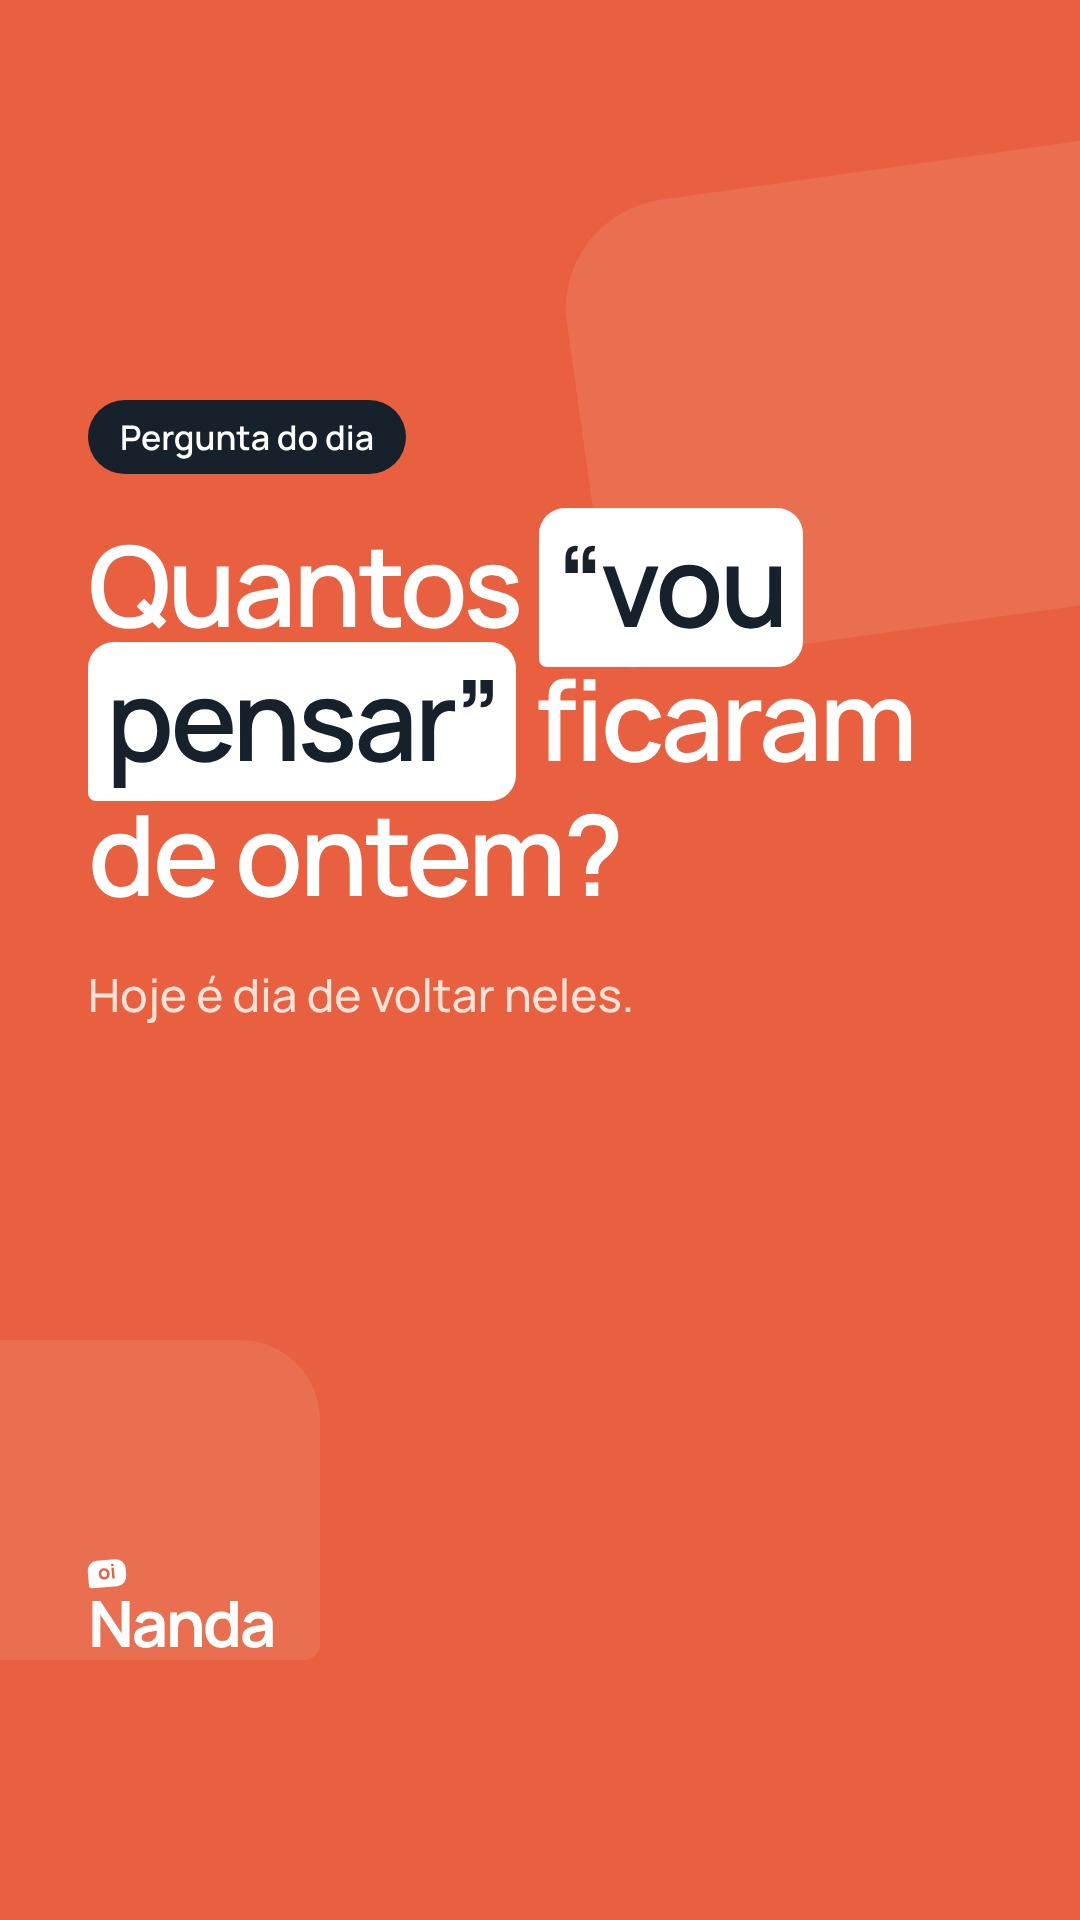 Pergunta do dia
Quantos “vou
pensar” ficaram
de ontem?
Hoje é dia de voltar neles.
oi
Nanda